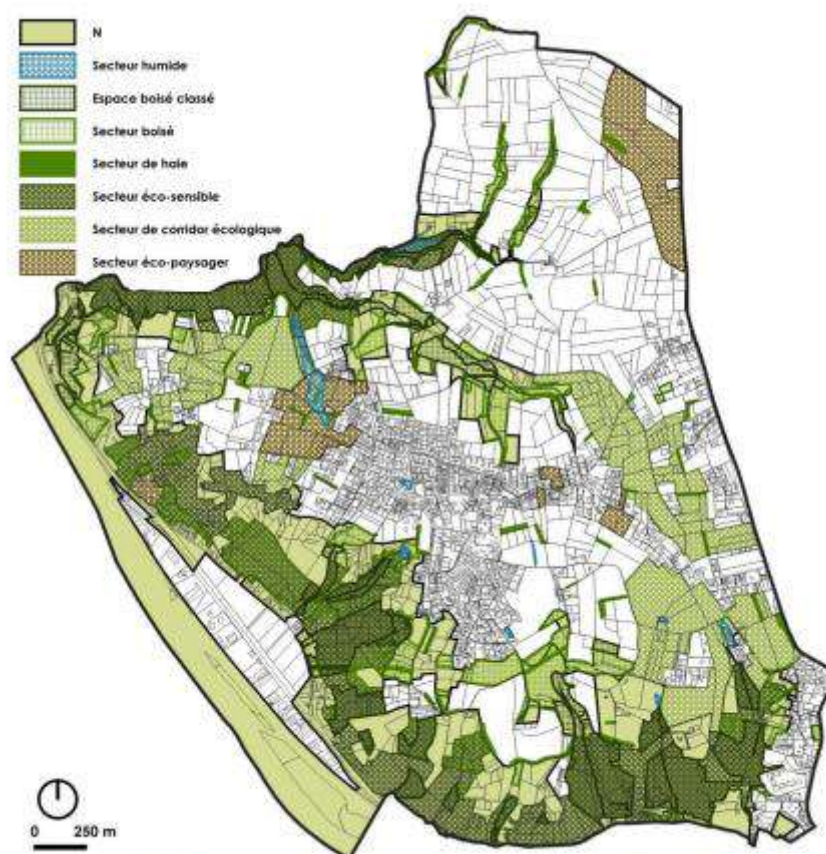 N
Secteur humide
Espace boisé classé
Secteur boisé
Secteur de haie
Secteur éco-sensible
Secteur de corridor écologique
Secteur éco-paysager
0 250 m